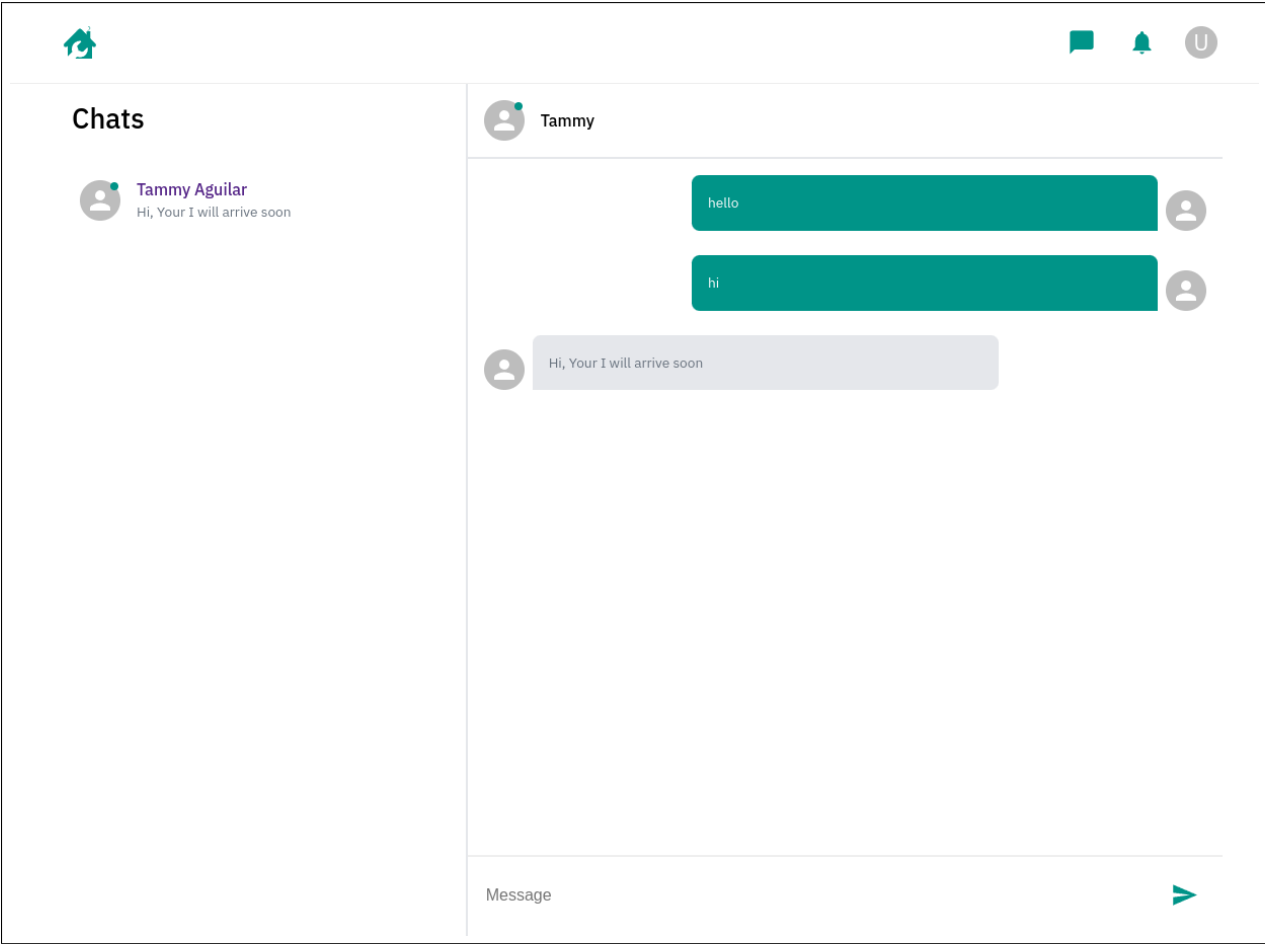 U
Chats
Tammy Aguilar
Hi, Your I will arrive soon
Tammy
hello
hi
Hi, Your I will arrive soon
Message